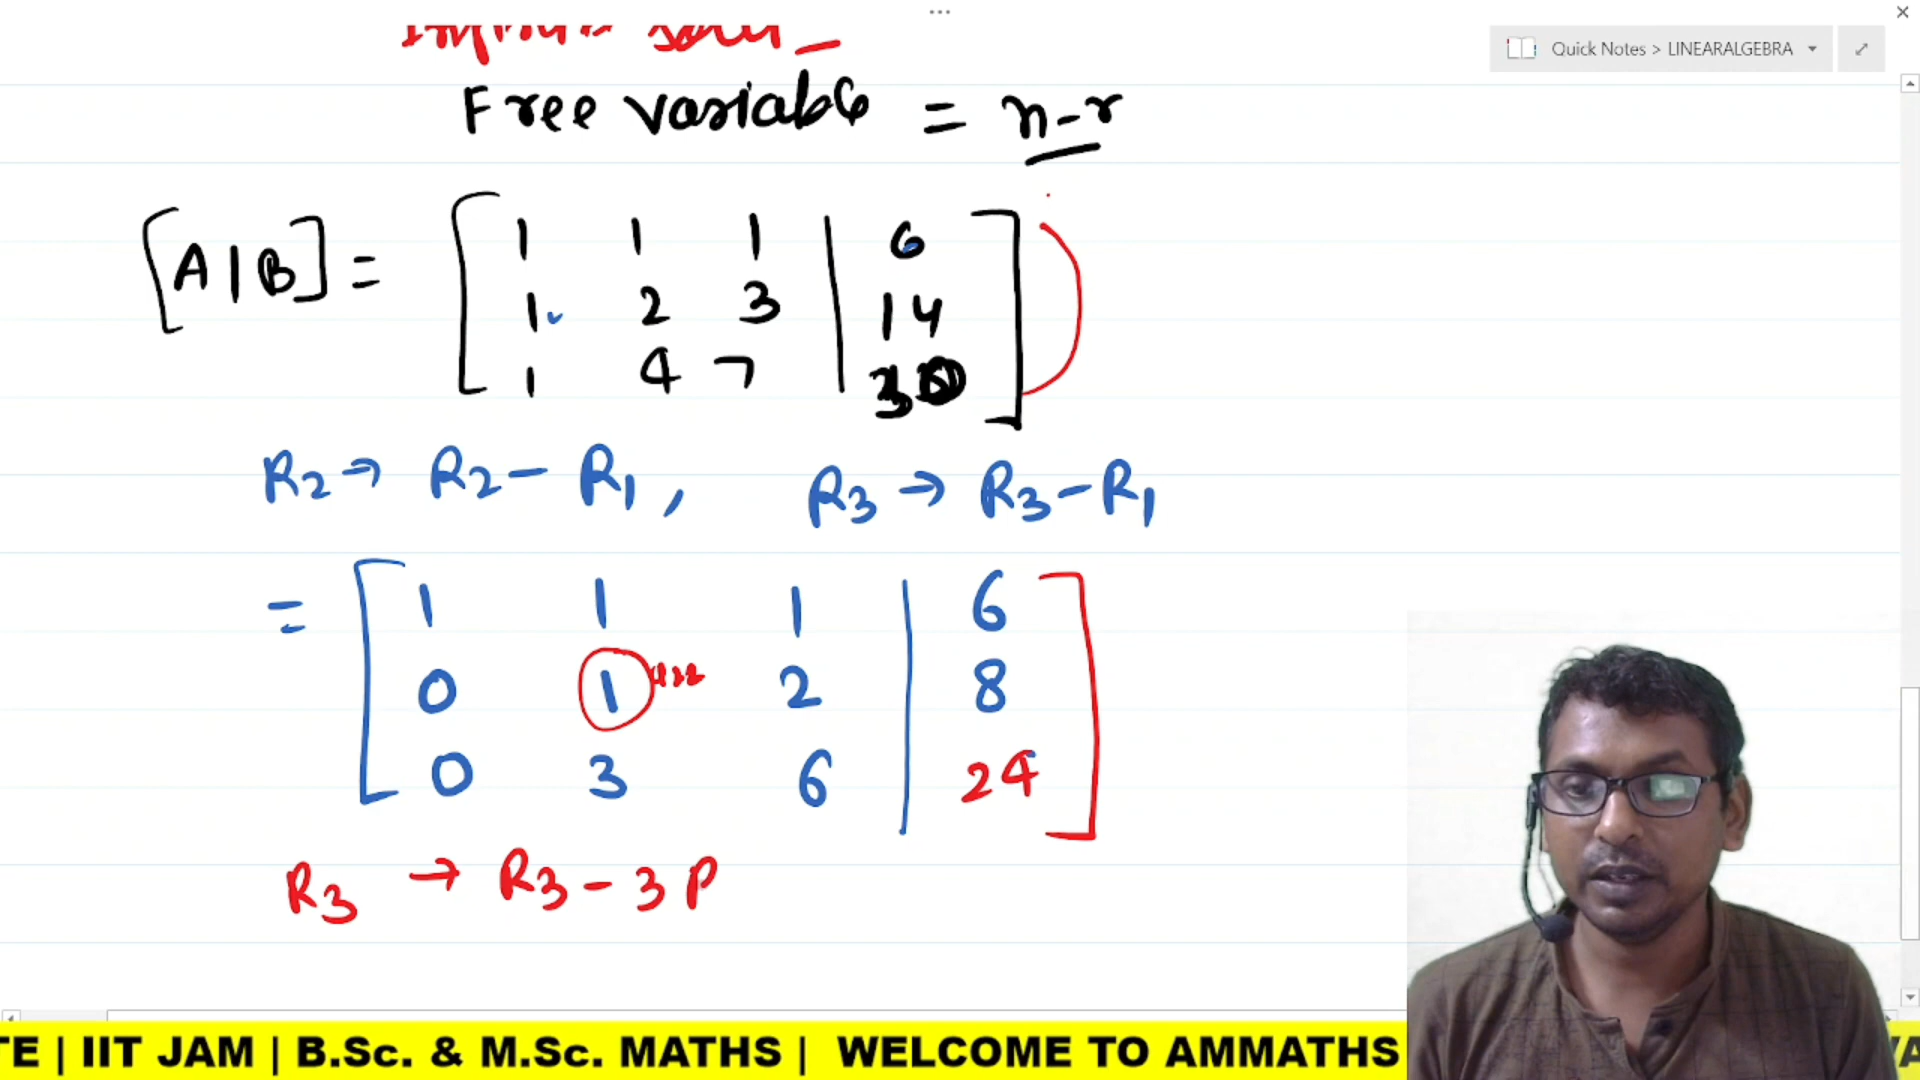 Quick Notes > LINEARALGEBRA
Free variable = n-r
[A|B] = [ 1 1 1 | 6
1 2 3 | 14
1 4 7 | 30 ]
R2 → R2 - R1, R3 → R3 - R1
= [ 1 1 1 | 6
0 1 2 | 8
0 3 6 | 24 ]
R3 → R3 - 3
TE | IIT JAM | B.Sc. & M.Sc. MATHS | WELCOME TO AMMATHS